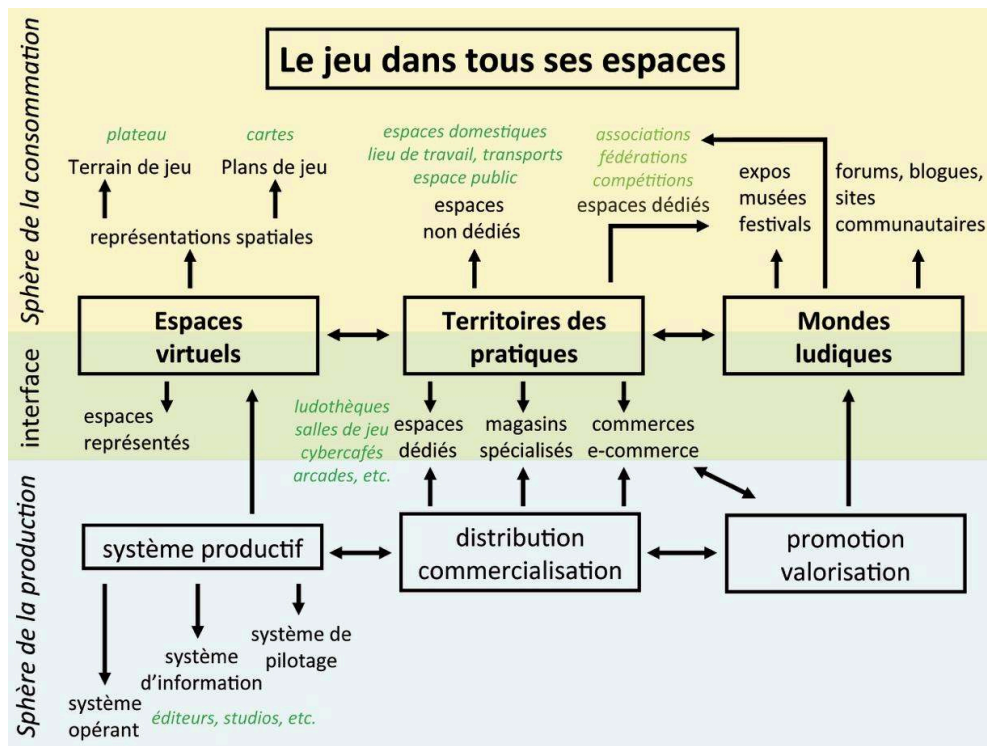 Le jeu dans tous ses espaces
Sphère de la consommation
plateau
Terrain de jeu
cartes
Plans de jeu
représentations spatiales
espaces domestiques
lieu de travail, transports
espace public
espaces
non dédiés
associations
fédérations
compétitions
espaces dédiés
expos
musées
festivals
forums, blogues,
sites
communautaires
Espaces
virtuels
Territoires des
pratiques
Mondes
ludiques
interface
espaces
représentés
ludothèques
salles de jeu
cybercafés
arcades, etc.
espaces
dédiés
magasins
spécialisés
commerces
e-commerce
Sphère de la production
système productif
distribution
commercialisation
promotion
valorisation
système
opérant
système
d'information
système de
pilotage
éditeurs, studios, etc.